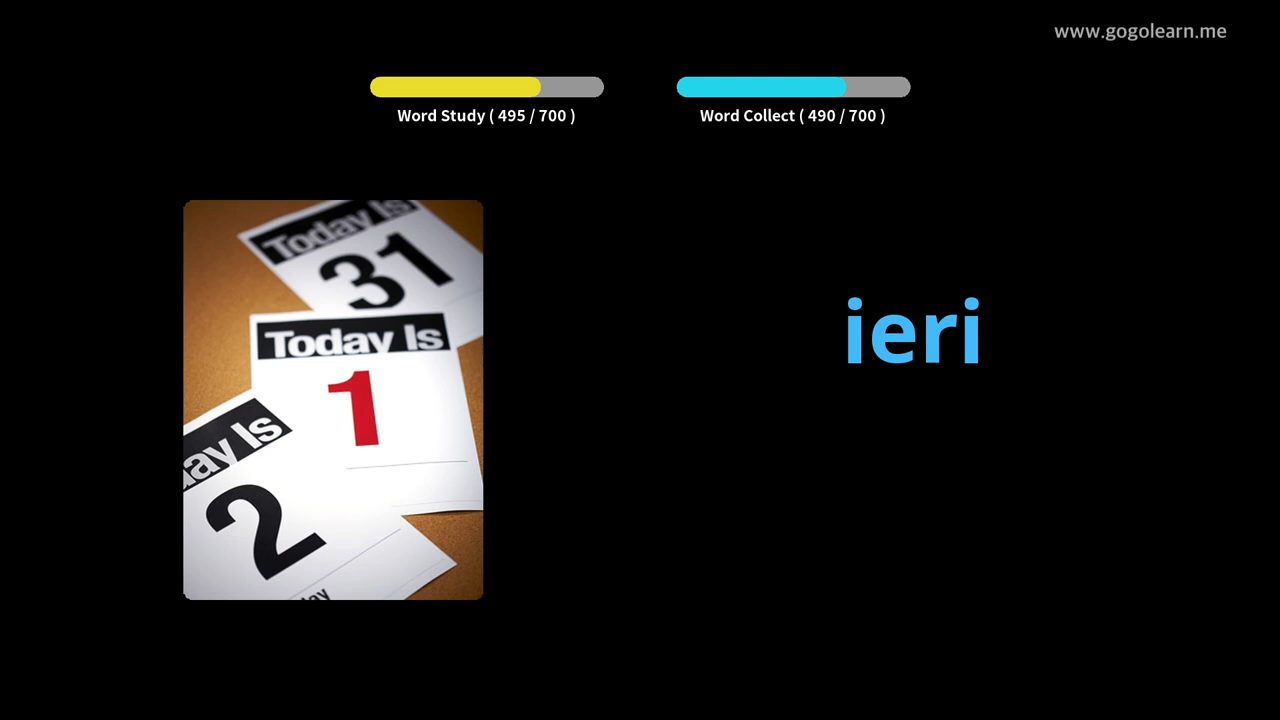 www.gogolearn.me
Word Study ( 495 / 700 )
Word Collect ( 490 / 700 )
Today Is
31
Today Is
1
ay Is
2
ieri